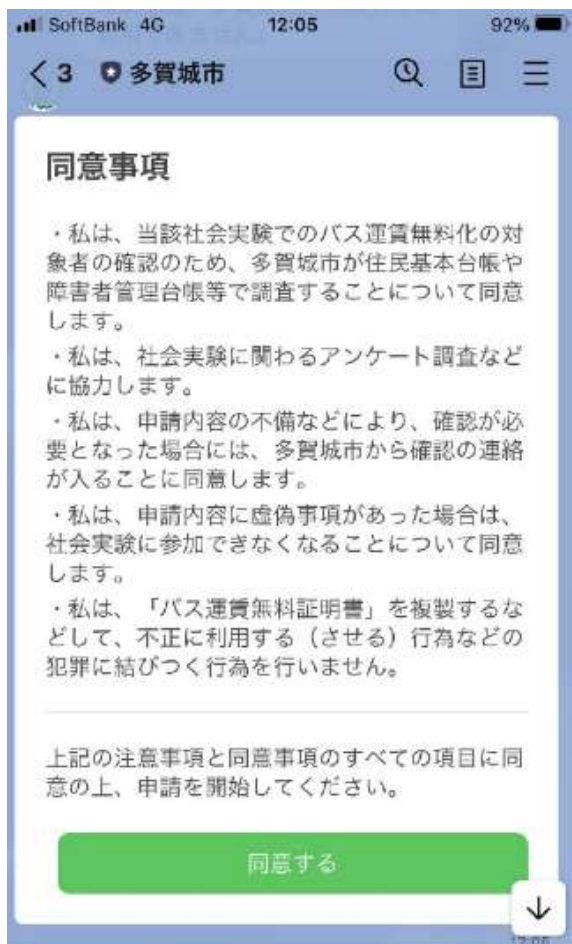 SoftBank 4G 12:05 92%
3 多賀城市
同意事項
・私は、当該社会実験でのバス運賃無料化の対
象者の確認のため、多賀城市が住民基本台帳や
障害者管理台帳等で調査することについて同意
します。
・私は、社会実験に関わるアンケート調査など
に協力します。
・私は、申請内容の不備などにより、確認が必
要となった場合には、多賀城市から確認の連絡
が入ることに同意します。
・私は、申請内容に虚偽事項があった場合は、
社会実験に参加できなくなることについて同意
します。
・私は、「バス運賃無料証明書」を複製するな
どして、不正に利用する（させる）行為などの
犯罪に結びつく行為を行いません。
上記の注意事項と同意事項のすべての項目に同
意の上、申請を開始してください。
同意する